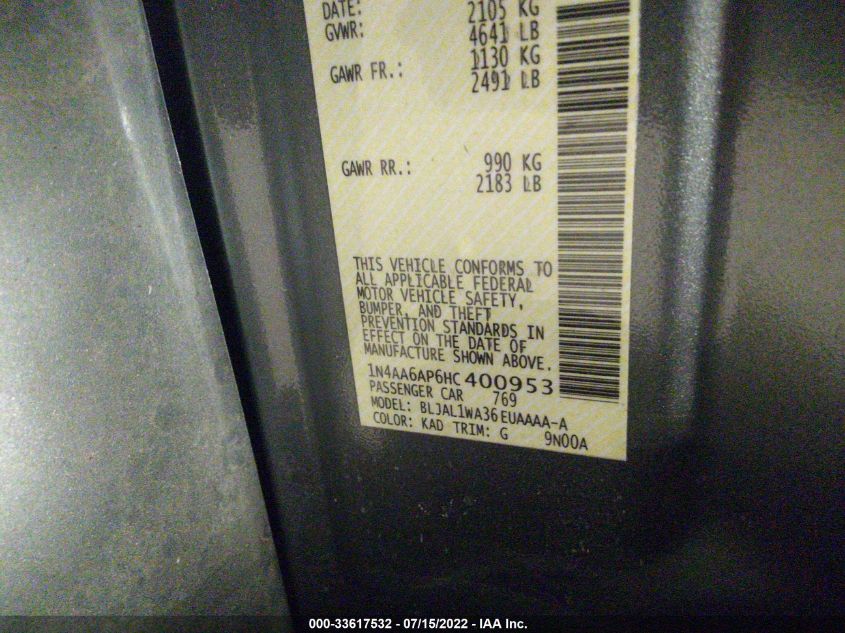 DATE: 2105 KG
GVWR: 4641 LB
1130 KG
GAWR FR.: 2491 LB
GAWR RR.: 990 KG
2183 LB
THIS VEHICLE CONFORMS TO
ALL APPLICABLE FEDERAL
MOTOR VEHICLE SAFETY,
BUMPER, AND THEFT
PREVENTION STANDARDS IN
EFFECT ON THE DATE OF
MANUFACTURE SHOWN ABOVE.
1N4AA6AP6HC400953
PASSENGER CAR 769
MODEL: BLJAL1WA36EUAAAA-A
COLOR: KAD TRIM: G 9N00A
000-33617532 - 07/15/2022 - IAA Inc.